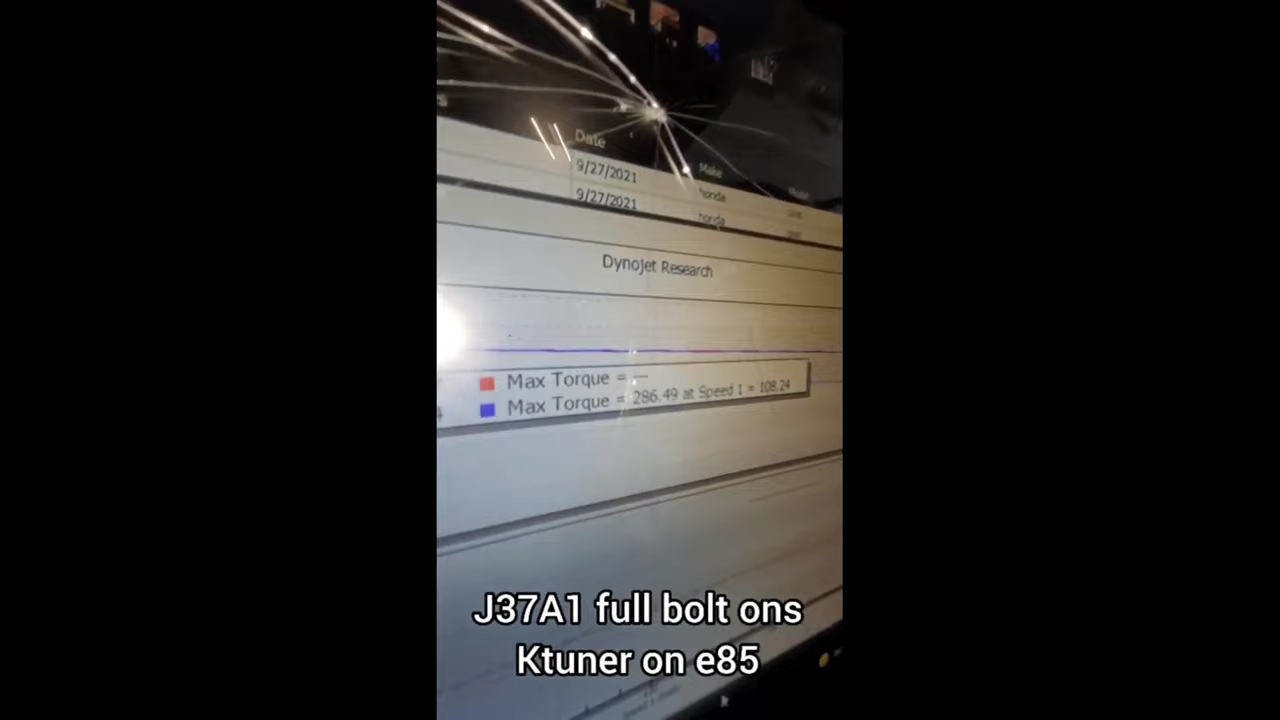 Date
Make
9/27/2021
honda
9/27/2021
honda
Dynojet Research
Max Torque = ---
Max Torque = 286.49 at Speed 1 = 108.24
J37A1 full bolt ons
Ktuner on e85